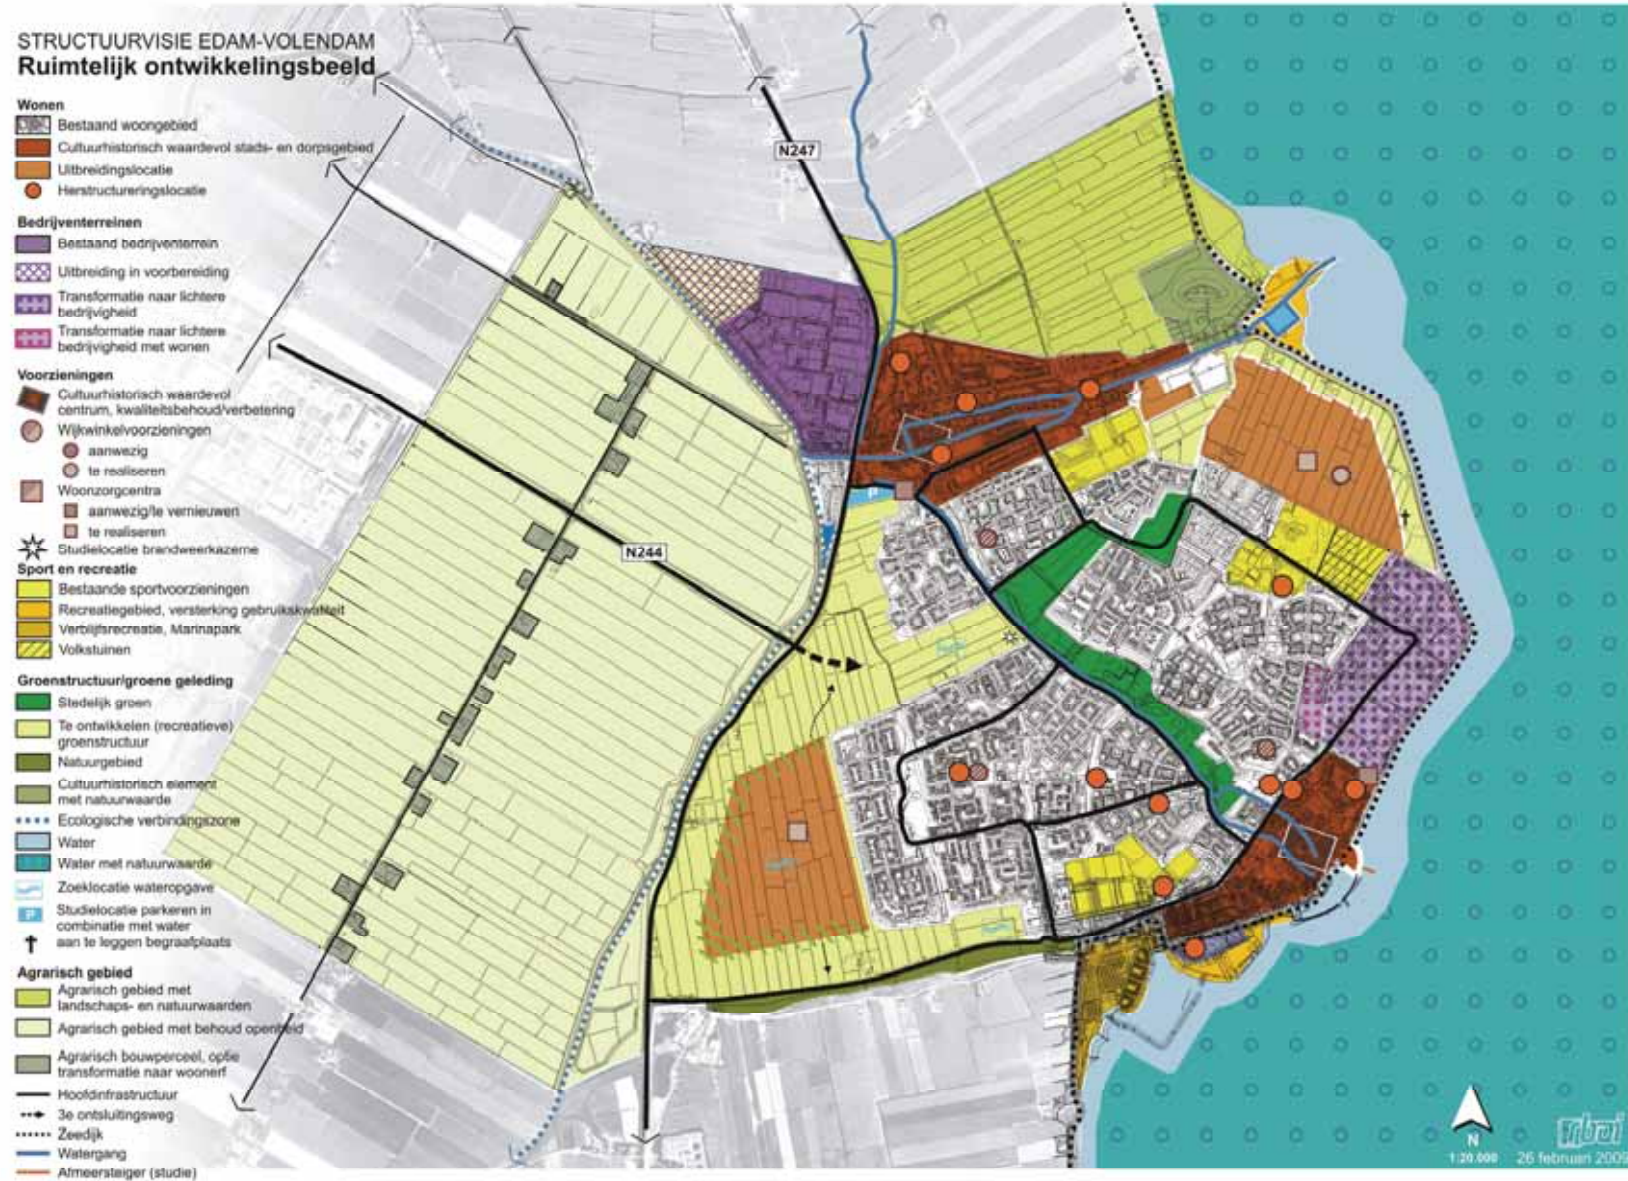 STRUCTUURVISIE EDAM-VOLENDAM
Ruimtelijk ontwikkelingsbeeld
Wonen
Bestaand woongebied
Cultuurhistorisch waardevol stads- en dorpsgebied
Uitbreidingslocatie
Herstructureringslocatie
Bedrijventerreinen
Bestaand bedrijventerrein
Uitbreiding in voorbereiding
Transformatie naar lichtere
bedrijvigheid
Transformatie naar lichtere
bedrijvigheid met wonen
Voorzieningen
Cultuurhistorisch waardevol
centrum, kwaliteitsbehoud/verbetering
Wijkwinkelvoorzieningen
aanwezig
te realiseren
Woonzorgcentra
aanwezig/te vernieuwen
te realiseren
Studielocatie brandweerkazerne
Sport en recreatie
Bestaande sportvoorzieningen
Recreatiegebied, versterking gebruikskwaliteit
Verblijfsrecreatie, Marinapark
Volkstuinen
Groenstructuur/groene geleding
Stedelijk groen
Te ontwikkelen (recreatieve)
groenstructuur
Natuurgebied
Cultuurhistorisch element
met natuurwaarde
Ecologische verbindingszone
Water
Water met natuurwaarde
Zoeklocatie wateropgave
P
Studielocatie parkeren in
combinatie met water
aan te leggen begraafplaats
Agrarisch gebied
Agrarisch gebied met
landschaps- en natuurwaarden
Agrarisch gebied met behoud openheid
Agrarisch bouwperceel, optie
transformatie naar woonerf
Hoofdinfrastructuur
3e ontsluitingsweg
Zeedijk
Watergang
Afmeersteiger (studie)
N247
P
N244
N
1:20.000
26 februari 2009